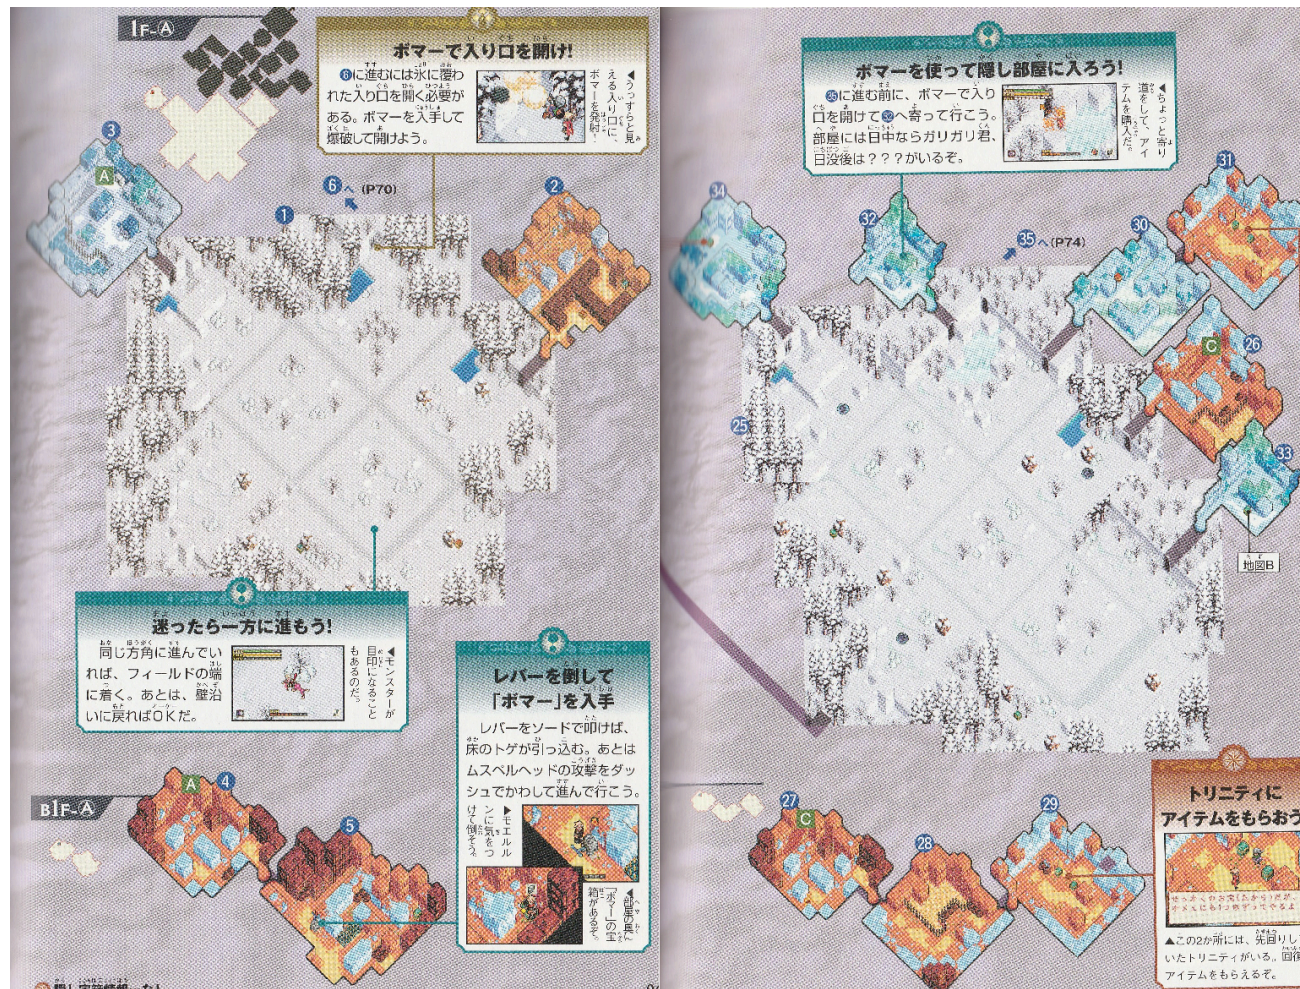 1F-A
ボマーで入り口を開け!
⑥に進むには氷に覆わ
れた入り口を開く必要が
ある。ボマーを入手して
爆破して開けよう。
◀うっすらと見
える入り口に、
ボマーを発射!
3
A
6へ (P70)
1
2
迷ったら一方に進もう!
同じ方角に進んでい
れば、フィールドの端
に着く。あとは、壁沿
いに戻ればOKだ。
◀モンスターが
目印になること
もあるのだ。
レバーを倒して
「ボマー」を入手
レバーをソードで叩けば、
床のトゲが引っ込む。あとは
ムスペルヘッドの攻撃をダッ
シュでかわして進んで行こう。
▶モエルル
ンに気をつ
けて倒そう。
◀部屋の奥に
「ボマー」の宝
箱があるぞ。
B1F-A
A
4
5
ボマーを使って隠し部屋に入ろう!
㉟に進む前に、ボマーで入り
口を開けて㉜へ寄って行こう。
部屋には日中ならガリガリ君、
日没後は???がいるぞ。
◀ちょっと寄り
道をして、アイ
テムを購入だ。
34
32
35へ(P74)
30
31
C
26
25
33
地図B
27
C
28
29
トリニティに
アイテムをもらおう
▲この2か所には、先回りし
いたトリニティがいる。回復
アイテムをもらえるぞ。